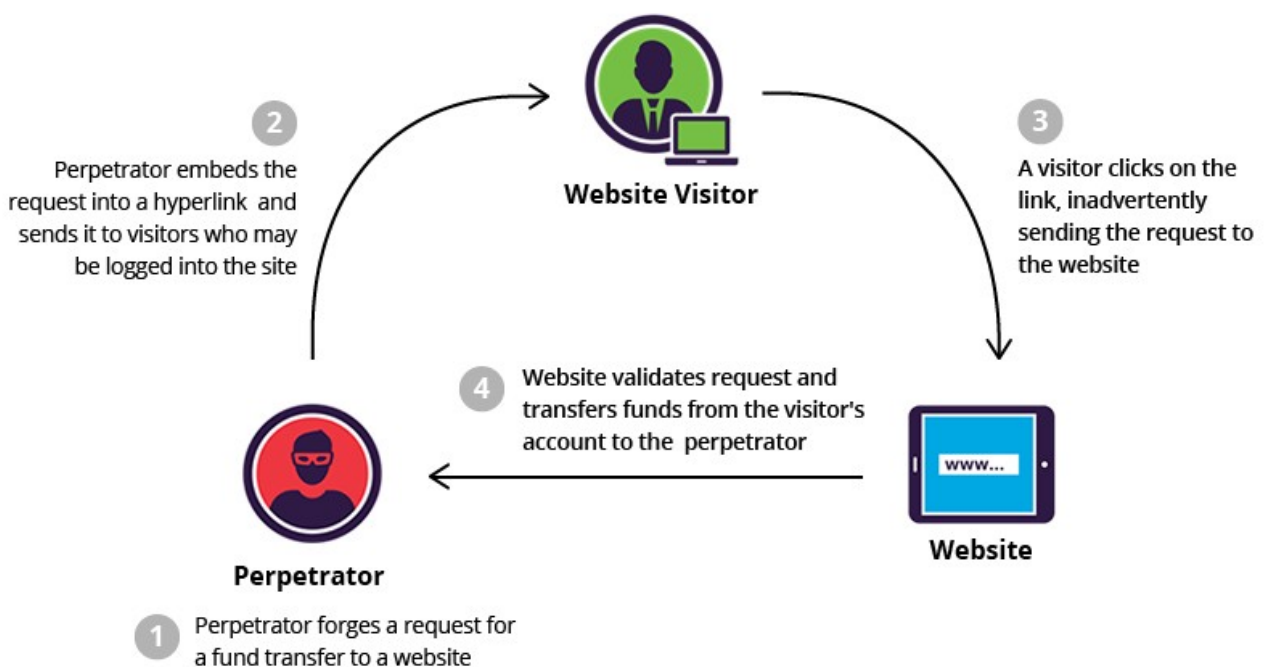 2
Perpetrator embeds the
request into a hyperlink and
sends it to visitors who may
be logged into the site
Website Visitor
3
A visitor clicks on the
link, inadvertently
sending the request to
the website
4
Website validates request and
transfers funds from the visitor's
account to the perpetrator
www...
Website
Perpetrator
1
Perpetrator forges a request for
a fund transfer to a website